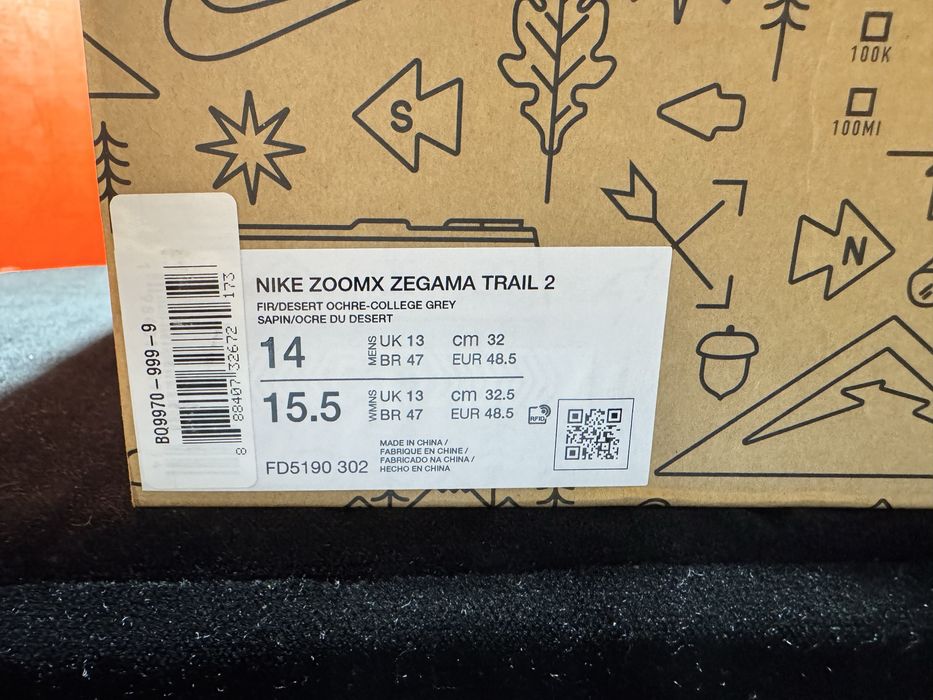 100K
100MI
S
N
BQ9970-999-9
8 88407 32672 173
NIKE ZOOMX ZEGAMA TRAIL 2
FIR/DESERT OCHRE-COLLEGE GREY
SAPIN/OCRE DU DESERT
14 MENS UK 13 cm 32
BR 47 EUR 48.5
15.5 WMNS UK 13 cm 32.5
BR 47 EUR 48.5
RFID
FD5190 302
MADE IN CHINA /
FABRIQUE EN CHINE /
FABRICADO NA CHINA /
HECHO EN CHINA